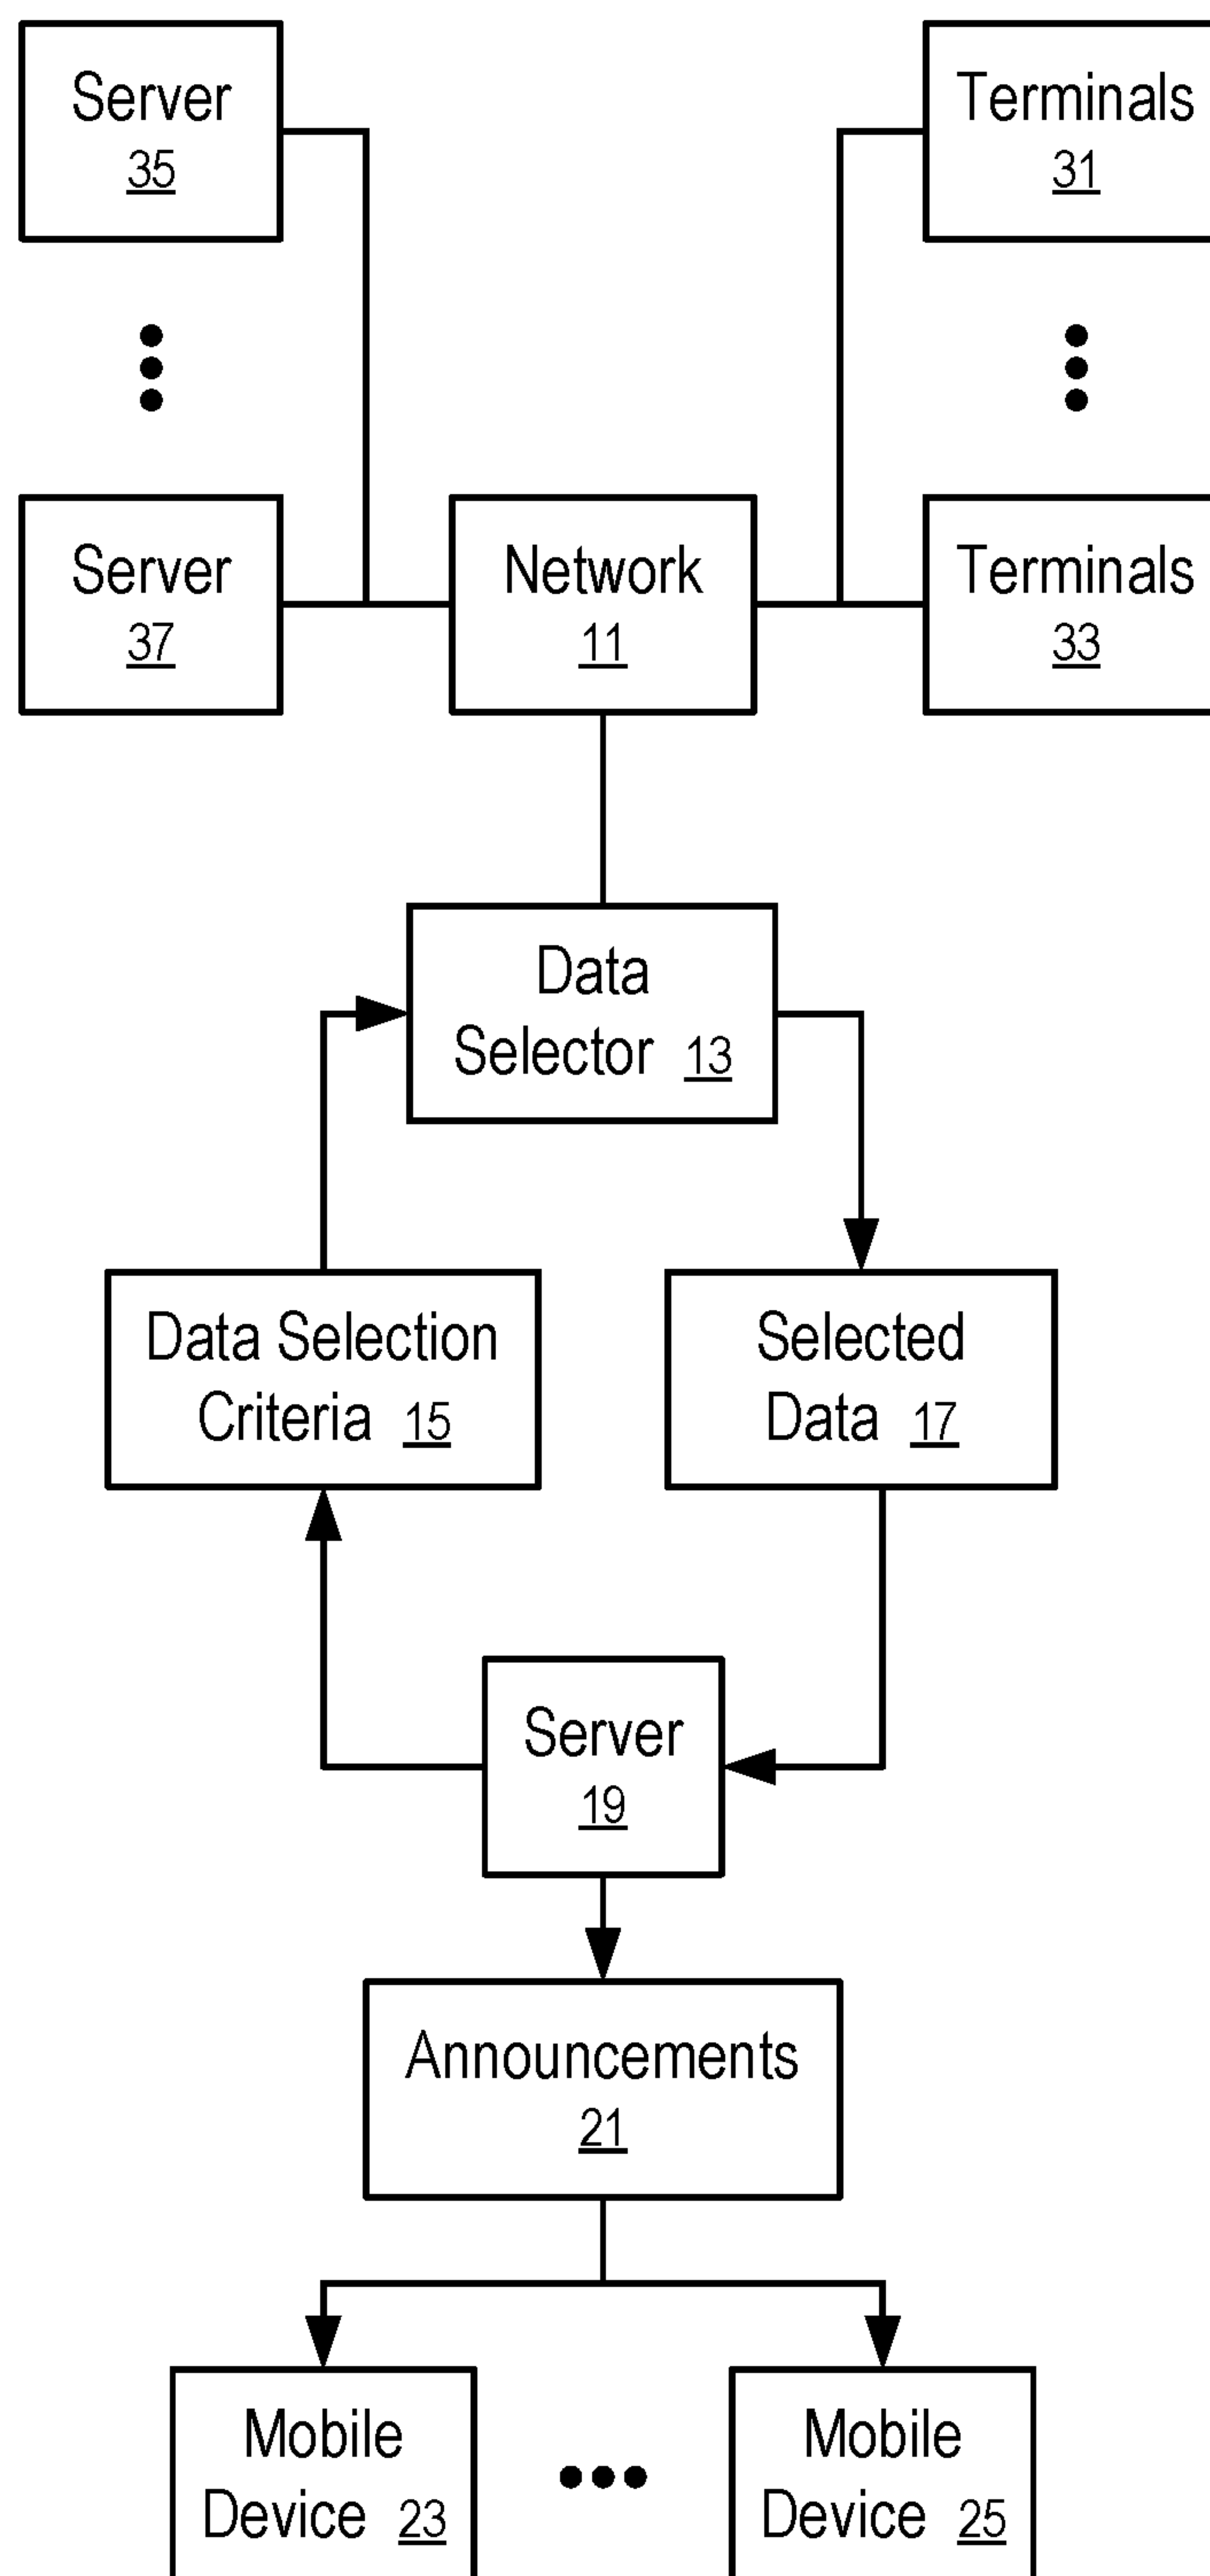 Server
35
Terminals
31
Server
37
Network
11
Terminals
33
Data
Selector 13
Data Selection
Criteria 15
Selected
Data 17
Server
19
Announcements
21
Mobile
Device 23
Mobile
Device 25